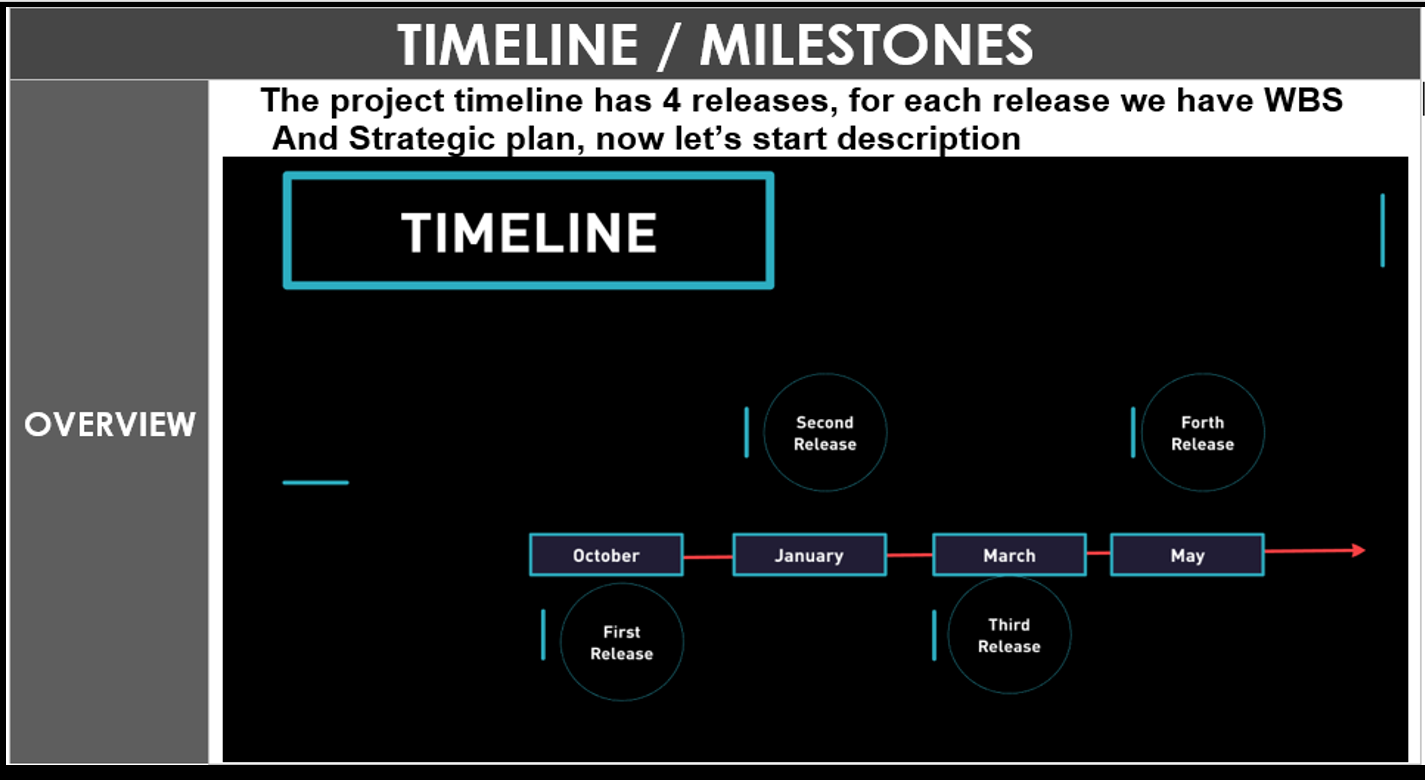 TIMELINE / MILESTONES
The project timeline has 4 releases, for each release we have WBS
And Strategic plan, now let’s start description
OVERVIEW
TIMELINE
Second
Release
Forth
Release
October
January
March
May
First
Release
Third
Release